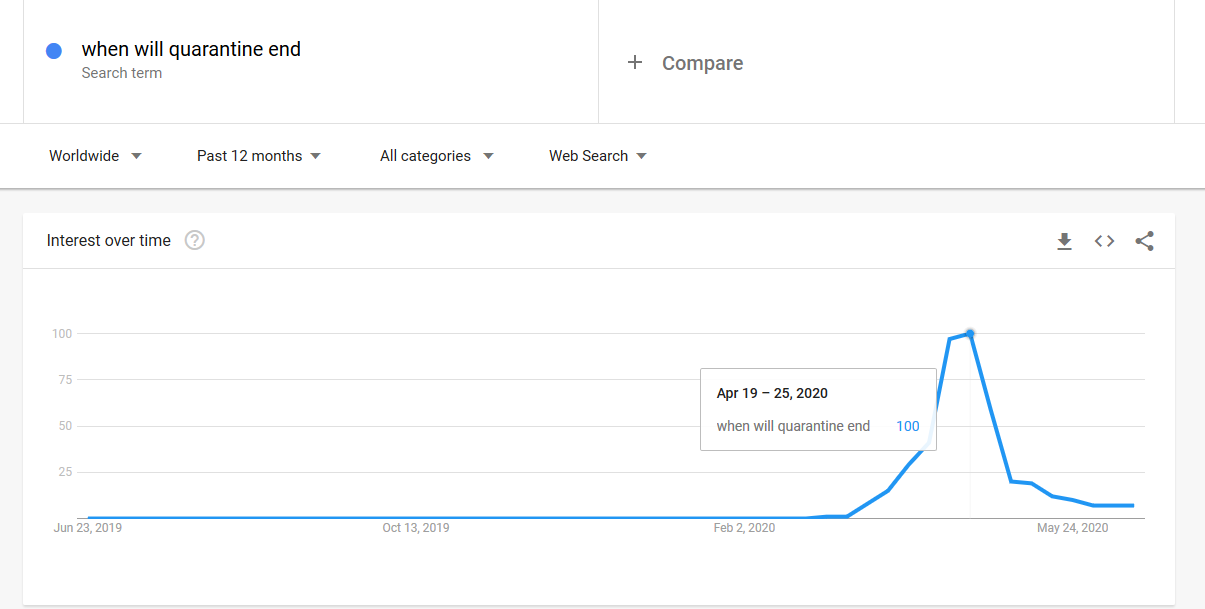 when will quarantine end
Search term
+ Compare
Worldwide
Past 12 months
All categories
Web Search
Interest over time ?
100
75
50
25
Apr 19 – 25, 2020
when will quarantine end 100
Jun 23, 2019
Oct 13, 2019
Feb 2, 2020
May 24, 2020